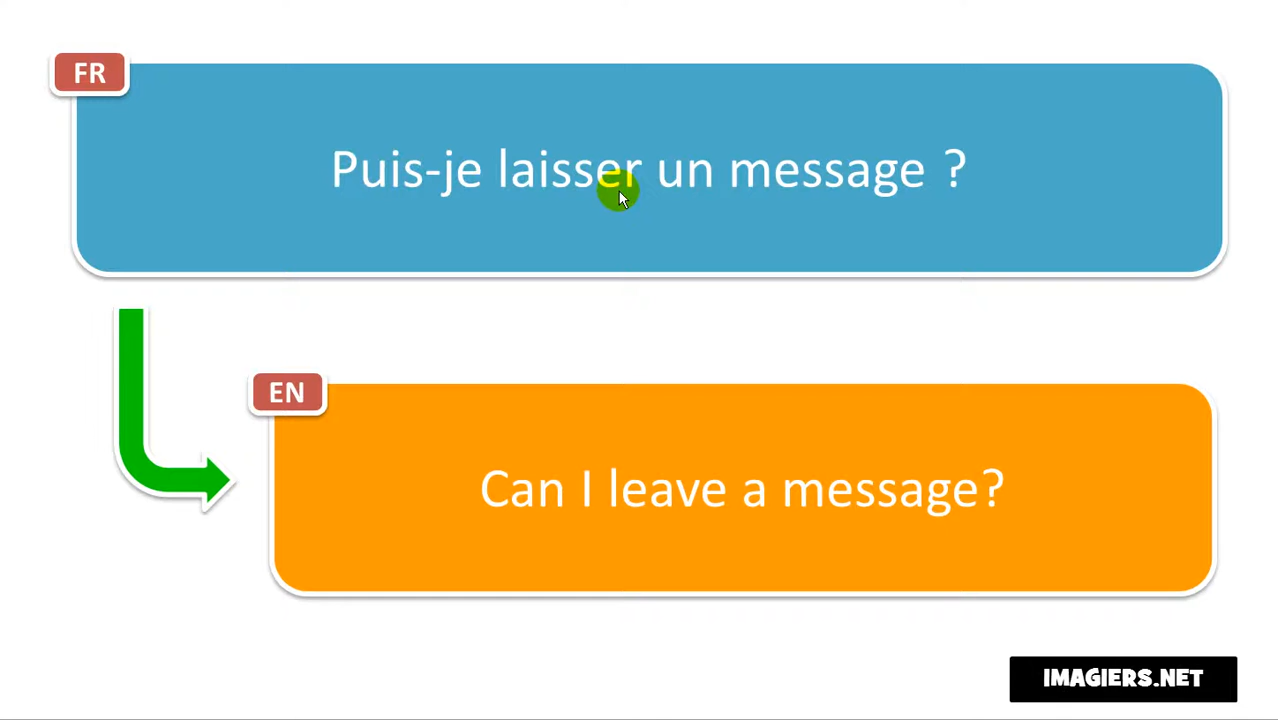 FR
Puis-je laisser un message ?
EN
Can I leave a message?
IMAGIERS.NET